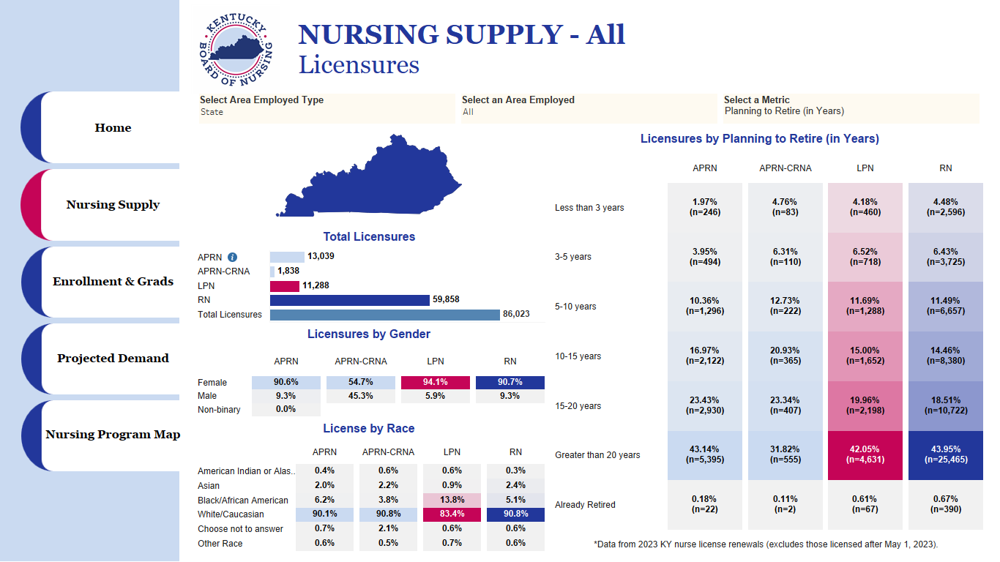 KENTUCKY
BOARD OF NURSING
NURSING SUPPLY - All
Licensures
Home
Nursing Supply
Enrollment & Grads
Projected Demand
Nursing Program Map
Select Area Employed Type
State
Select an Area Employed
All
Select a Metric
Planning to Retire (in Years)
Total Licensures
APRN i 13,039
APRN-CRNA 1,838
LPN 11,288
RN 59,858
Total Licensures 86,023
Licensures by Gender
APRN APRN-CRNA LPN RN
Female 90.6% 54.7% 94.1% 90.7%
Male 9.3% 45.3% 5.9% 9.3%
Non-binary 0.0%
License by Race
APRN APRN-CRNA LPN RN
American Indian or Alas.. 0.4% 0.6% 0.6% 0.3%
Asian 2.0% 2.2% 0.9% 2.4%
Black/African American 6.2% 3.8% 13.8% 5.1%
White/Caucasian 90.1% 90.8% 83.4% 90.8%
Choose not to answer 0.7% 2.1% 0.6% 0.6%
Other Race 0.6% 0.5% 0.7% 0.6%
Licensures by Planning to Retire (in Years)
APRN APRN-CRNA LPN RN
Less than 3 years
1.97% 4.76% 4.18% 4.48%
(n=246) (n=83) (n=460) (n=2,596)
3-5 years
3.95% 6.31% 6.52% 6.43%
(n=494) (n=110) (n=718) (n=3,725)
5-10 years
10.36% 12.73% 11.69% 11.49%
(n=1,296) (n=222) (n=1,288) (n=6,657)
10-15 years
16.97% 20.93% 15.00% 14.46%
(n=2,122) (n=365) (n=1,652) (n=8,380)
15-20 years
23.43% 23.34% 19.96% 18.51%
(n=2,930) (n=407) (n=2,198) (n=10,722)
Greater than 20 years
43.14% 31.82% 42.05% 43.95%
(n=5,395) (n=555) (n=4,631) (n=25,465)
Already Retired
0.18% 0.11% 0.61% 0.67%
(n=22) (n=2) (n=67) (n=390)
*Data from 2023 KY nurse license renewals (excludes those licensed after May 1, 2023).